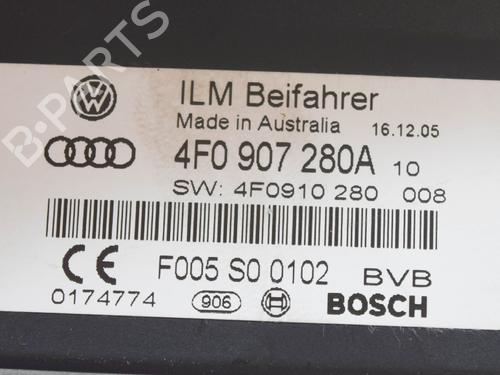 B-PARTS
ILM Beifahrer
Made in Australia 16.12.05
4F0 907 280A 10
SW: 4F0910 280 008
F005 S0 0102 BVB
0174774 906 BOSCH